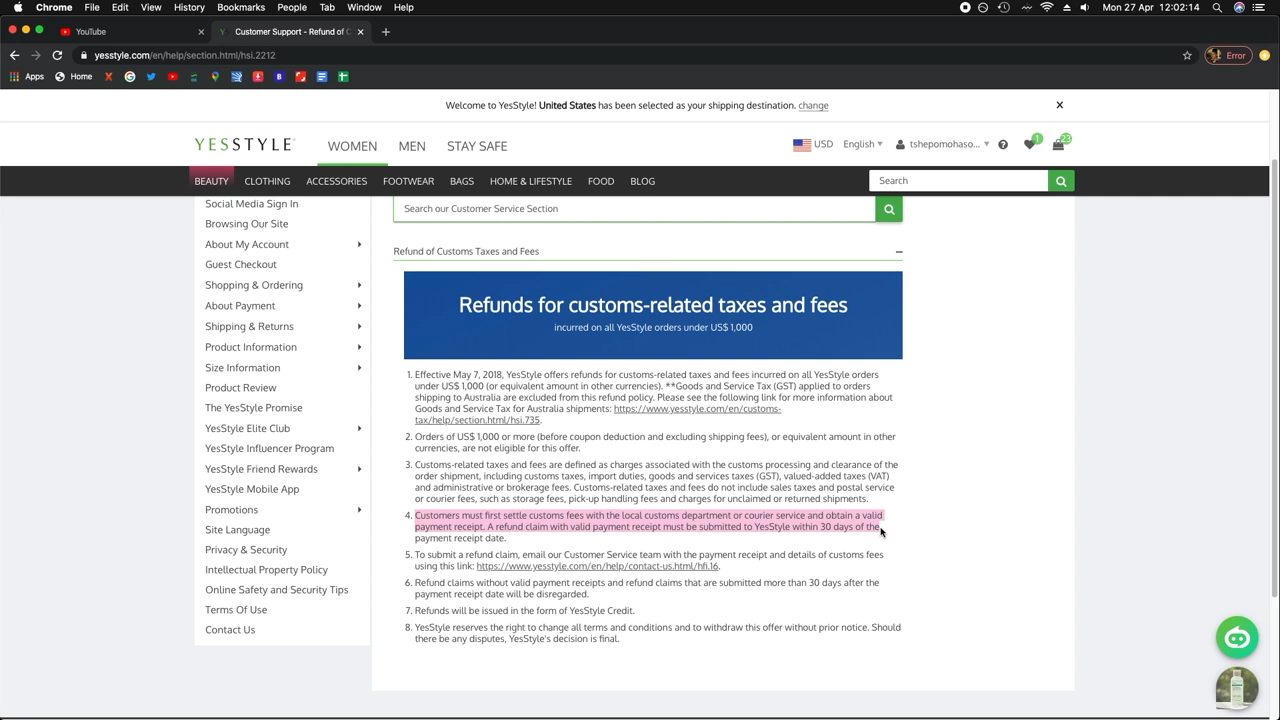 Chrome File Edit View History Bookmarks People Tab Window Help Mon 27 Apr 12:02:14
YouTube Customer Support - Refund of C
yesstyle.com/en/help/section.html/hsi.2212 Error
Apps Home
Welcome to YesStyle! United States has been selected as your shipping destination. change
YESSTYLE WOMEN MEN STAY SAFE USD English tshepomohaso... 1 23
BEAUTY CLOTHING ACCESSORIES FOOTWEAR BAGS HOME & LIFESTYLE FOOD BLOG Search
Social Media Sign In
Browsing Our Site
About My Account
Guest Checkout
Shopping & Ordering
About Payment
Shipping & Returns
Product Information
Size Information
Product Review
The YesStyle Promise
YesStyle Elite Club
YesStyle Influencer Program
YesStyle Friend Rewards
YesStyle Mobile App
Promotions
Site Language
Privacy & Security
Intellectual Property Policy
Online Safety and Security Tips
Terms Of Use
Contact Us
Search our Customer Service Section
Refund of Customs Taxes and Fees
Refunds for customs-related taxes and fees
incurred on all YesStyle orders under US$ 1,000
1. Effective May 7, 2018, YesStyle offers refunds for customs-related taxes and fees incurred on all YesStyle orders
under US$ 1,000 (or equivalent amount in other currencies). **Goods and Service Tax (GST) applied to orders
shipping to Australia are excluded from this refund policy. Please see the following link for more information about
Goods and Service Tax for Australia shipments: https://www.yesstyle.com/en/customs-
tax/help/section.html/hsi.735.
2. Orders of US$ 1,000 or more (before coupon deduction and excluding shipping fees), or equivalent amount in other
currencies, are not eligible for this offer.
3. Customs-related taxes and fees are defined as charges associated with the customs processing and clearance of the
order shipment, including customs taxes, import duties, goods and services taxes (GST), valued-added taxes (VAT)
and administrative or brokerage fees. Customs-related taxes and fees do not include sales taxes and postal service
or courier fees, such as storage fees, pick-up handling fees and charges for unclaimed or returned shipments.
4. Customers must first settle customs fees with the local customs department or courier service and obtain a valid
payment receipt. A refund claim with valid payment receipt must be submitted to YesStyle within 30 days of the
payment receipt date.
5. To submit a refund claim, email our Customer Service team with the payment receipt and details of customs fees
using this link: https://www.yesstyle.com/en/help/contact-us.html/hfi.16.
6. Refund claims without valid payment receipts and refund claims that are submitted more than 30 days after the
payment receipt date will be disregarded.
7. Refunds will be issued in the form of YesStyle Credit.
8. YesStyle reserves the right to change all terms and conditions and to withdraw this offer without prior notice. Should
there be any disputes, YesStyle's decision is final.